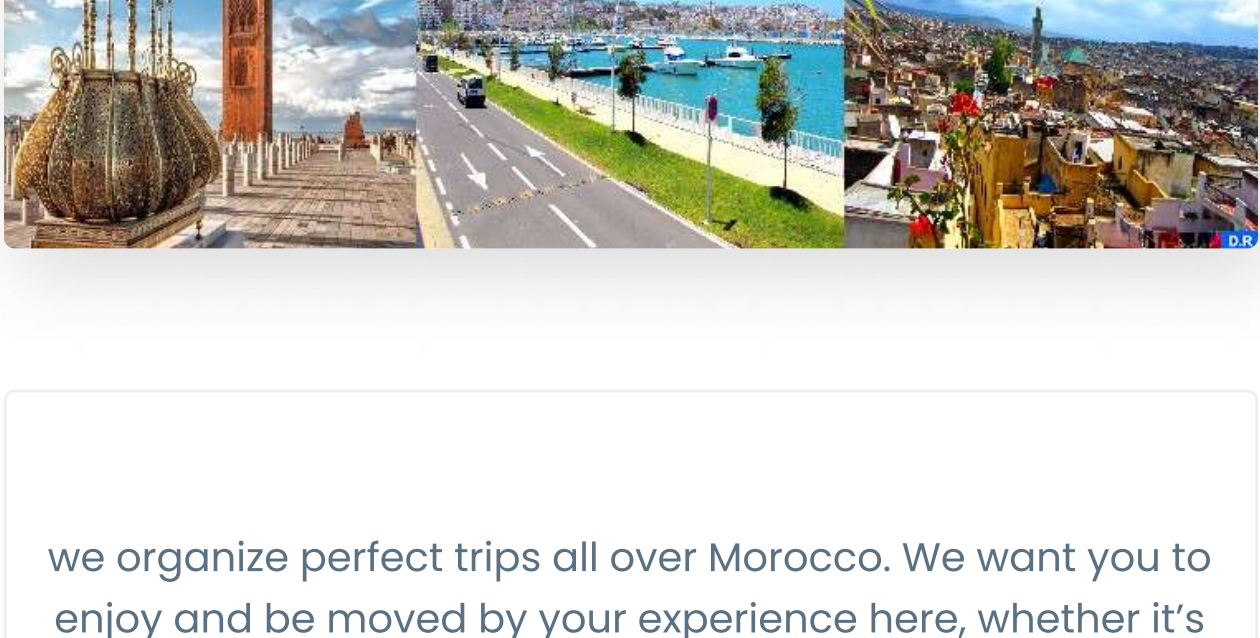 D.R
we organize perfect trips all over Morocco. We want you to
enjoy and be moved by your experience here, whether it’s